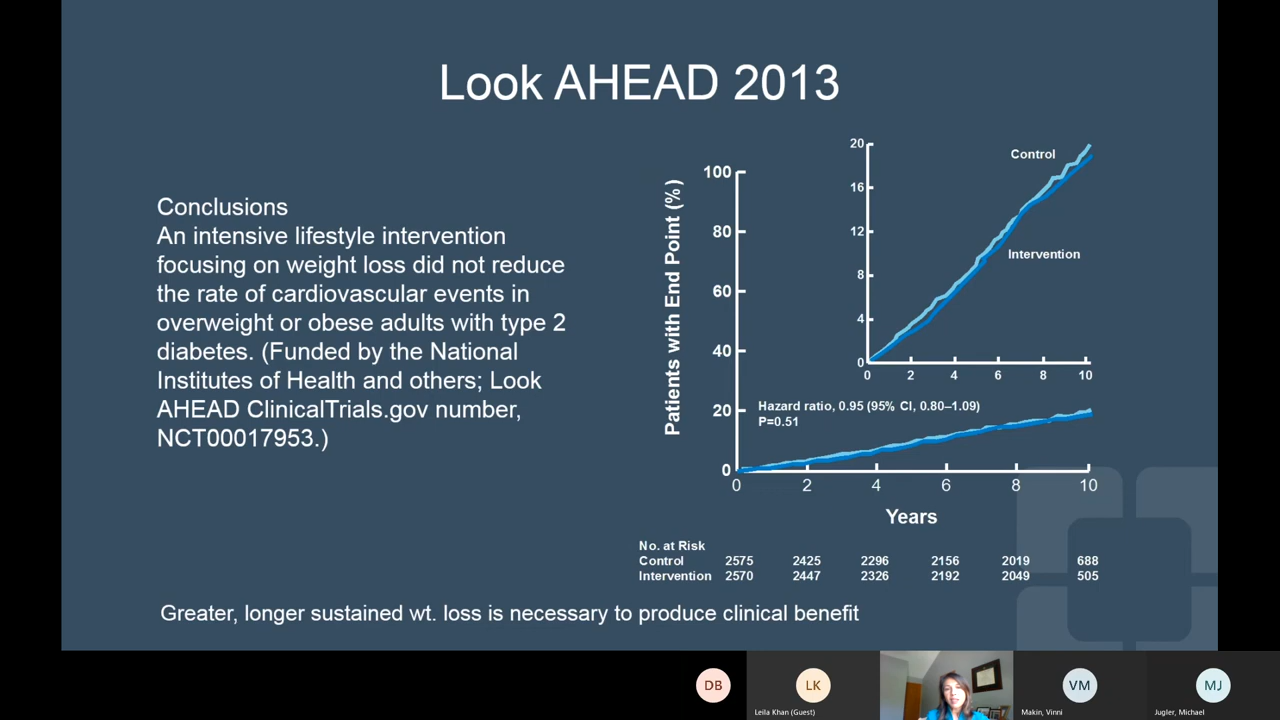 Look AHEAD 2013
Conclusions
An intensive lifestyle intervention
focusing on weight loss did not reduce
the rate of cardiovascular events in
overweight or obese adults with type 2
diabetes. (Funded by the National
Institutes of Health and others; Look
AHEAD ClinicalTrials.gov number,
NCT00017953.)
Patients with End Point (%)
100
80
60
40
20
0
0 2 4 6 8 10
Years
20
16
12
8
4
0
0 2 4 6 8 10
Control
Intervention
Hazard ratio, 0.95 (95% CI, 0.80–1.09)
P=0.51
No. at Risk
Control 2575 2425 2296 2156 2019 688
Intervention 2570 2447 2326 2192 2049 505
Greater, longer sustained wt. loss is necessary to produce clinical benefit
DB LK VM MJ
Leila Khan (Guest) Makin, Vinni Jugler, Michael